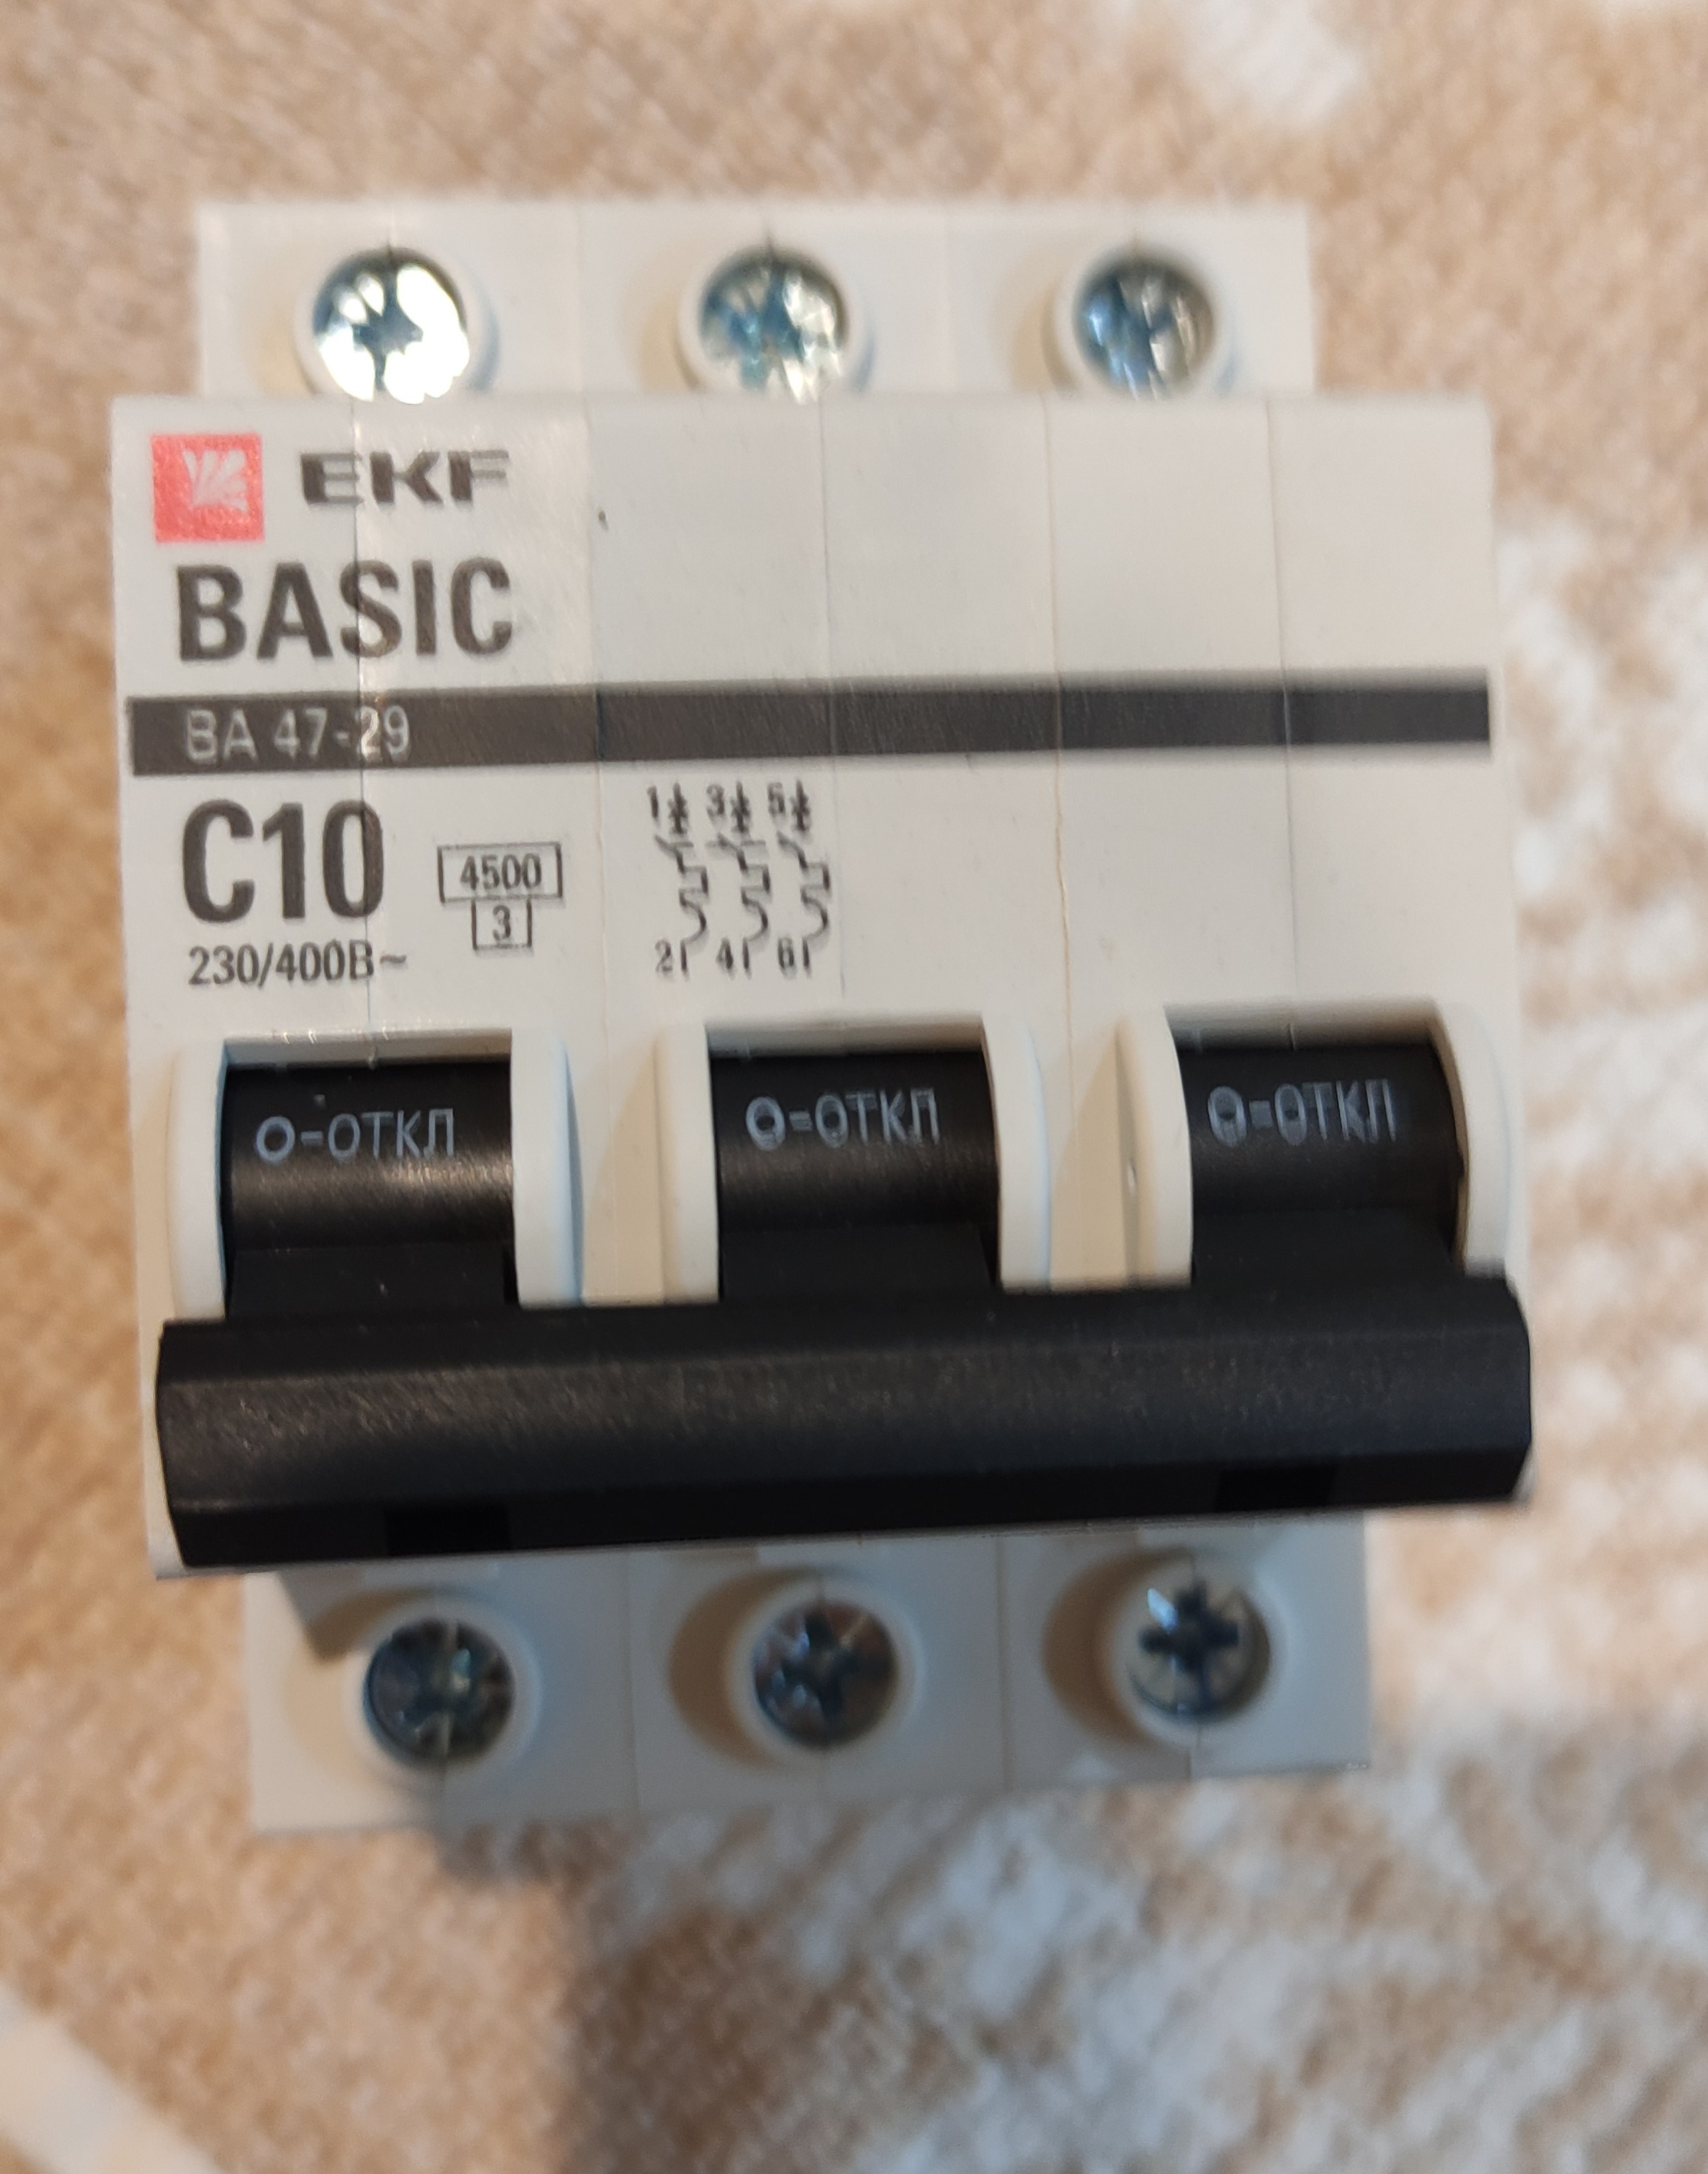 EKF
BASIC
ВА 47-29
C10
4500
3
230/400В~
1 3 5
2 4 6
О-ОТКЛ
О=ОТКЛ
О=ОТКЛ